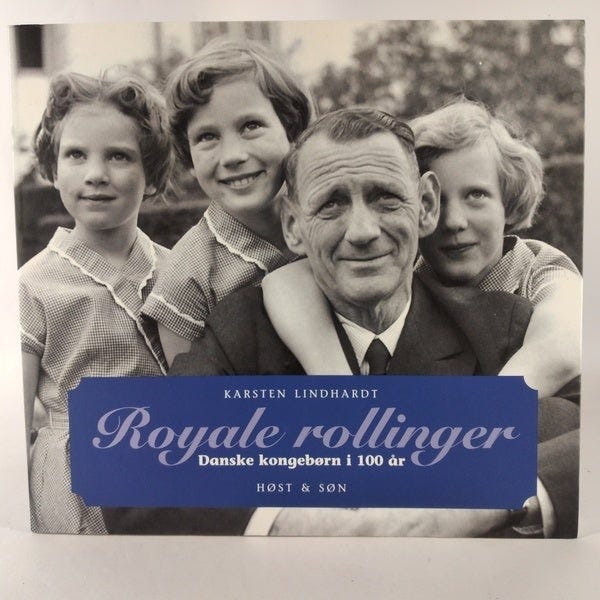 KARSTEN LINDHARDT
Royale rollinger
Danske kongebørn i 100 år
HØST & SØN